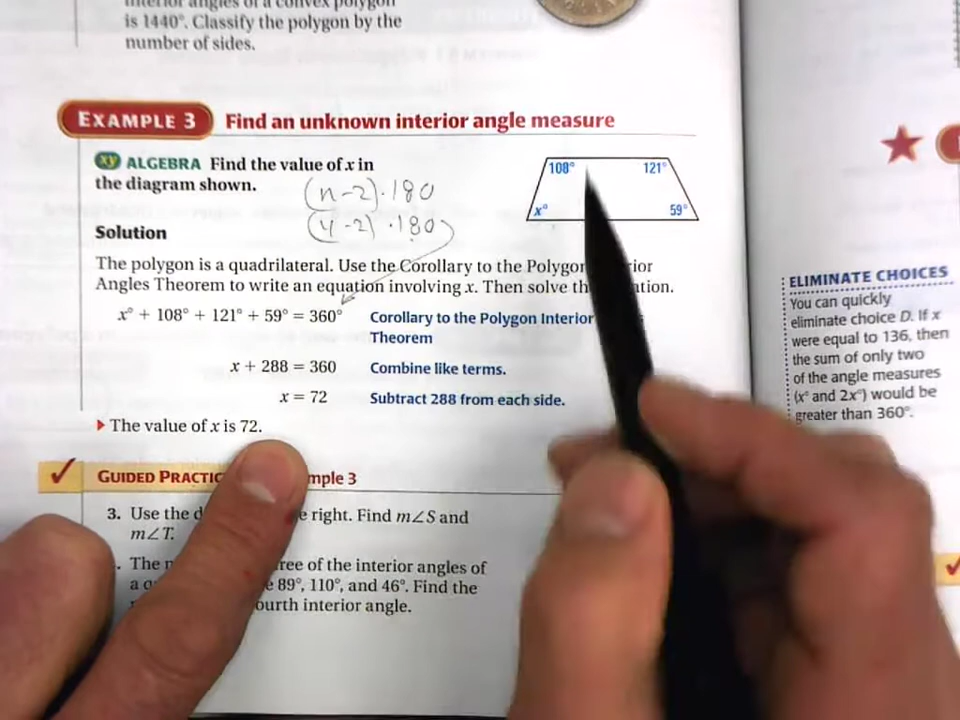 is 1440°. Classify the polygon by the
number of sides.
EXAMPLE 3 Find an unknown interior angle measure
xy ALGEBRA Find the value of x in
the diagram shown.
(n-2)·180
(4-2)·180
108° 121°
x° 59°
Solution
The polygon is a quadrilateral. Use the Corollary to the Polygon rior
Angles Theorem to write an equation involving x. Then solve th ation.
x° + 108° + 121° + 59° = 360° Corollary to the Polygon Interior
Theorem
x + 288 = 360 Combine like terms.
x = 72 Subtract 288 from each side.
The value of x is 72.
GUIDED PRACTIC mple 3
3. Use the d e right. Find m∠S and
m∠T.
The ree of the interior angles of
a 89°, 110°, and 46°. Find the
ourth interior angle.
ELIMINATE CHOICES
You can quickly
eliminate choice D. If x
were equal to 136, then
the sum of only two
of the angle measures
(x° and 2x°) would be
greater than 360°.